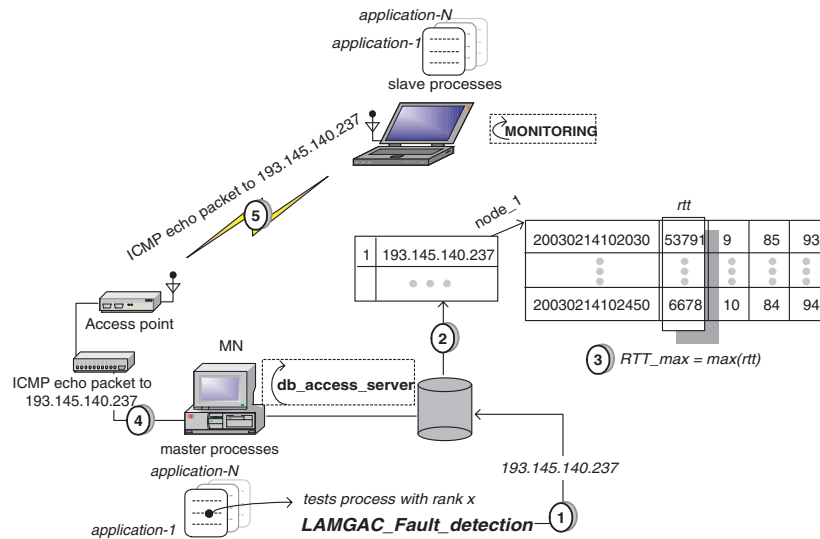 application-N
application-1
slave processes
MONITORING
ICMP echo packet to 193.145.140.237
5
node_1
rtt
20030214102030 53791 9 85 93
1 193.145.140.237
20030214102450 6678 10 84 94
Access point
2
3 RTT_max = max(rtt)
MN
ICMP echo packet to
193.145.140.237
db_access_server
4
master processes
193.145.140.237
application-N
tests process with rank x
application-1
LAMGAC_Fault_detection
1